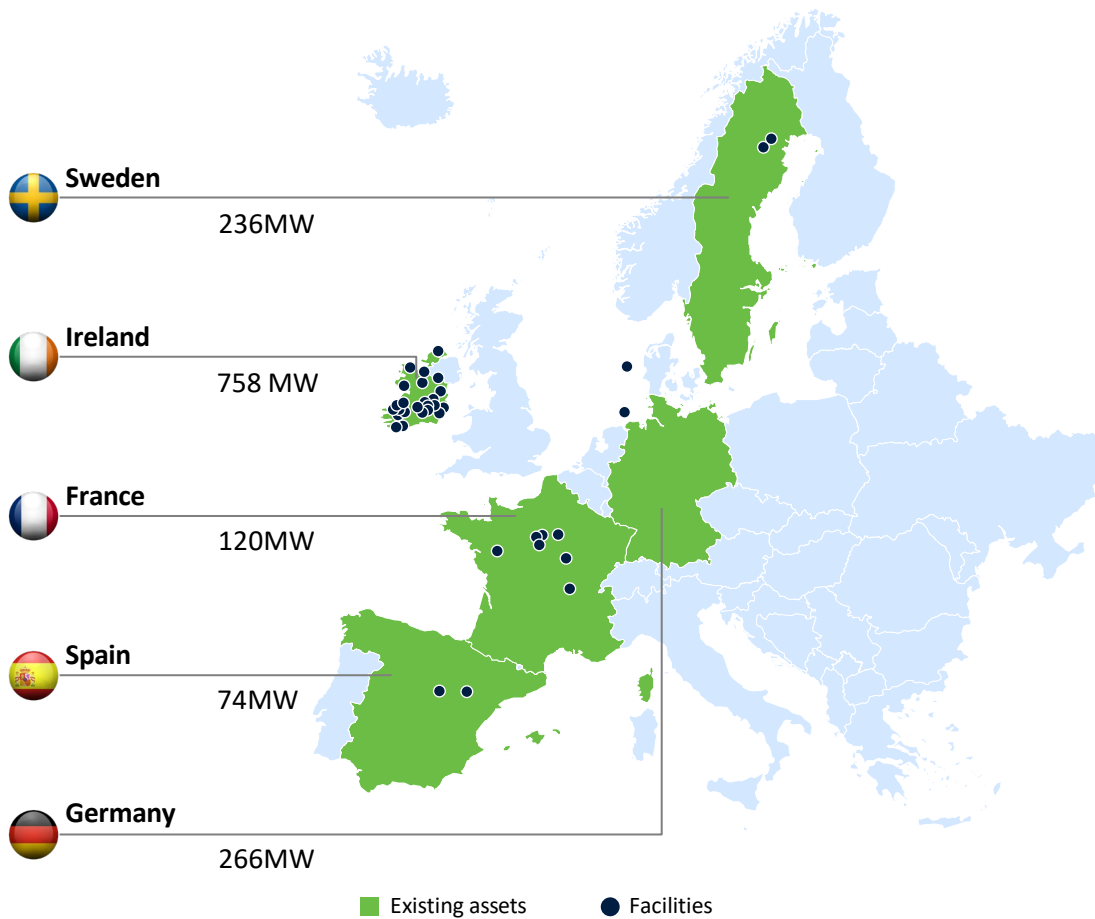 Sweden
236MW
Ireland
758 MW
France
120MW
Spain
74MW
Germany
266MW
Existing assets
Facilities